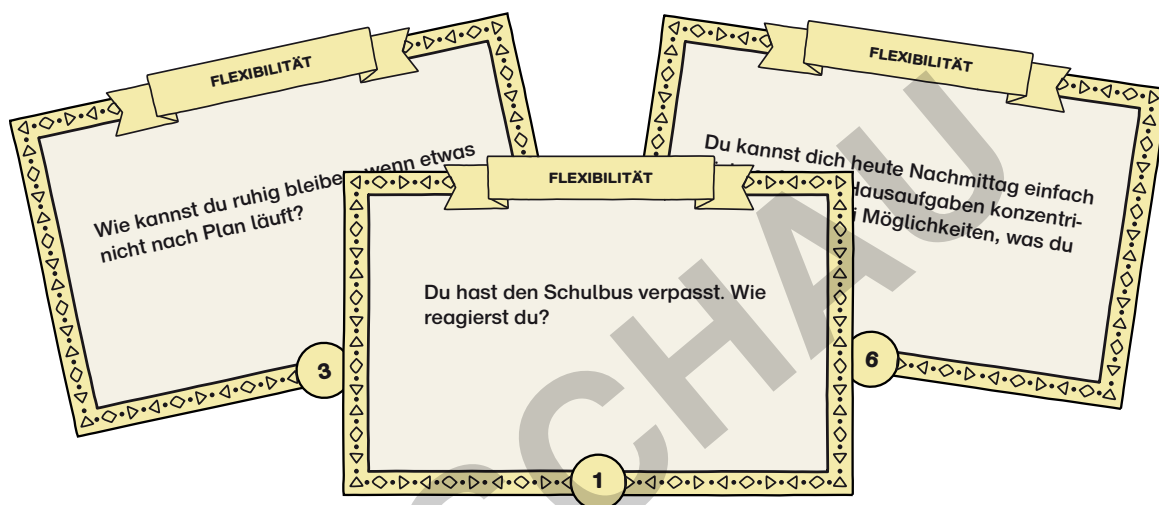 FLEXIBILITÄT
Wie kannst du ruhig bleiben, wenn etwas
nicht nach Plan läuft?
3
FLEXIBILITÄT
Du hast den Schulbus verpasst. Wie
reagierst du?
1
FLEXIBILITÄT
Du kannst dich heute Nachmittag einfach
Hausaufgaben konzentri-
Möglichkeiten, was du
6
SCHAU